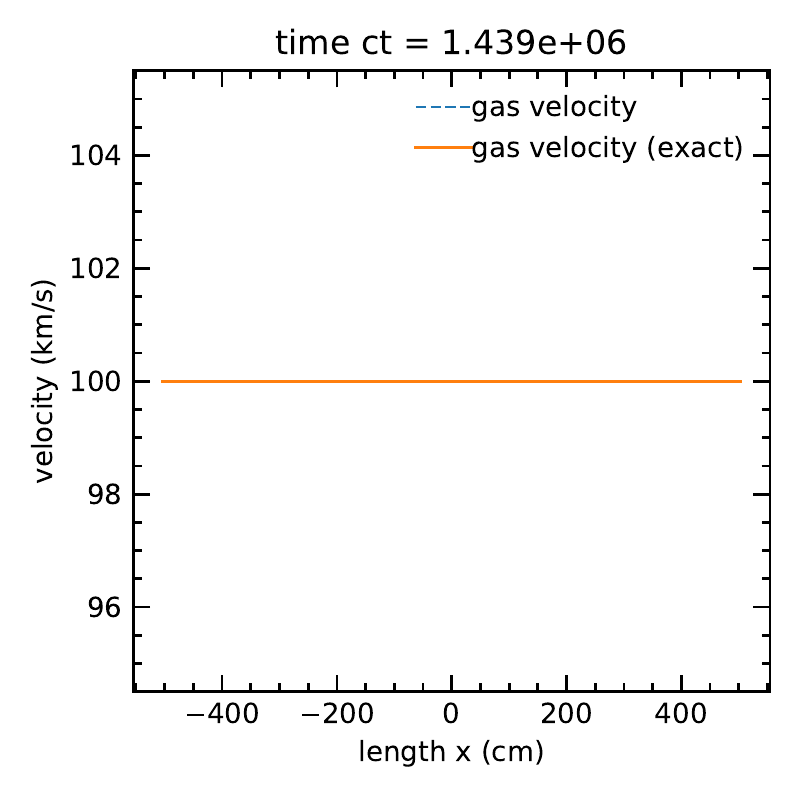 time ct = 1.439e+06
gas velocity
gas velocity (exact)
104
102
100
98
96
velocity (km/s)
−400
−200
0
200
400
length x (cm)